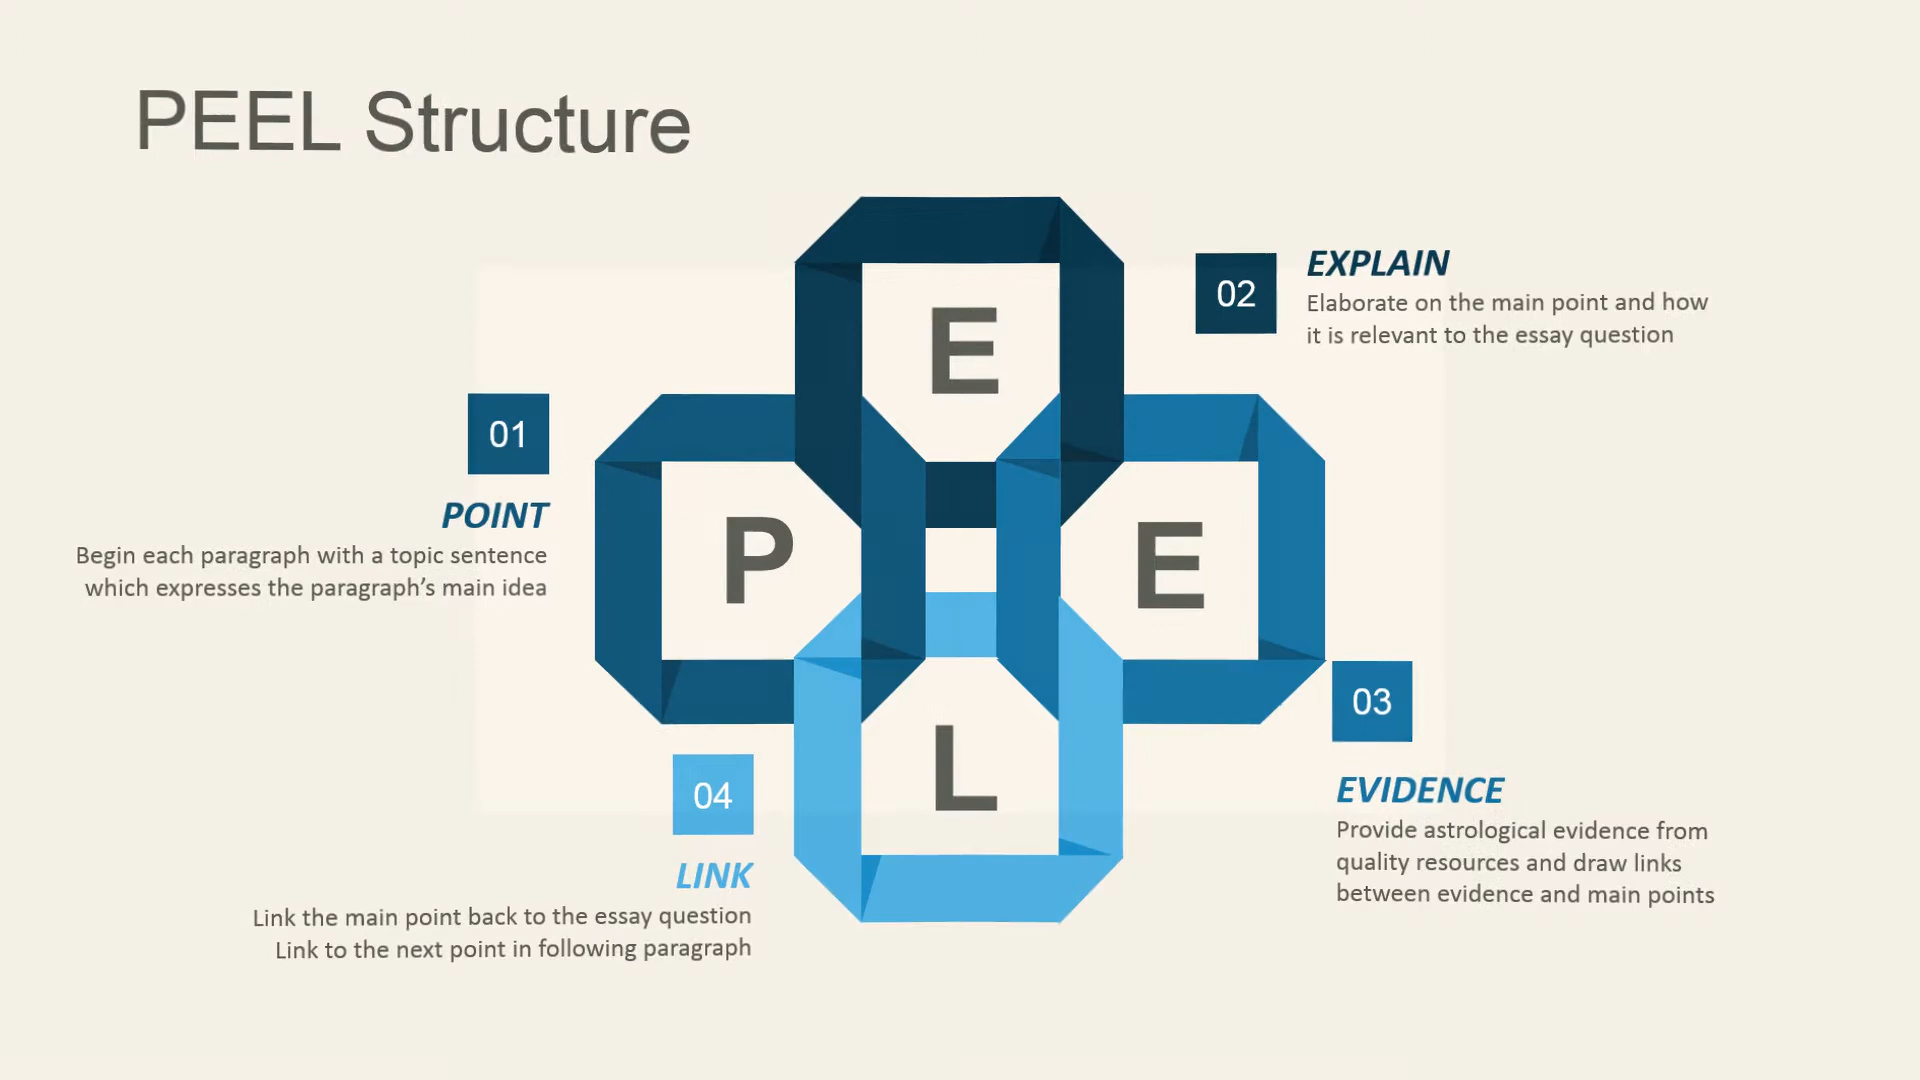 PEEL Structure
E
02
EXPLAIN
Elaborate on the main point and how
it is relevant to the essay question
01
POINT
Begin each paragraph with a topic sentence
which expresses the paragraph’s main idea
P
E
03
EVIDENCE
Provide astrological evidence from
quality resources and draw links
between evidence and main points
L
04
LINK
Link the main point back to the essay question
Link to the next point in following paragraph